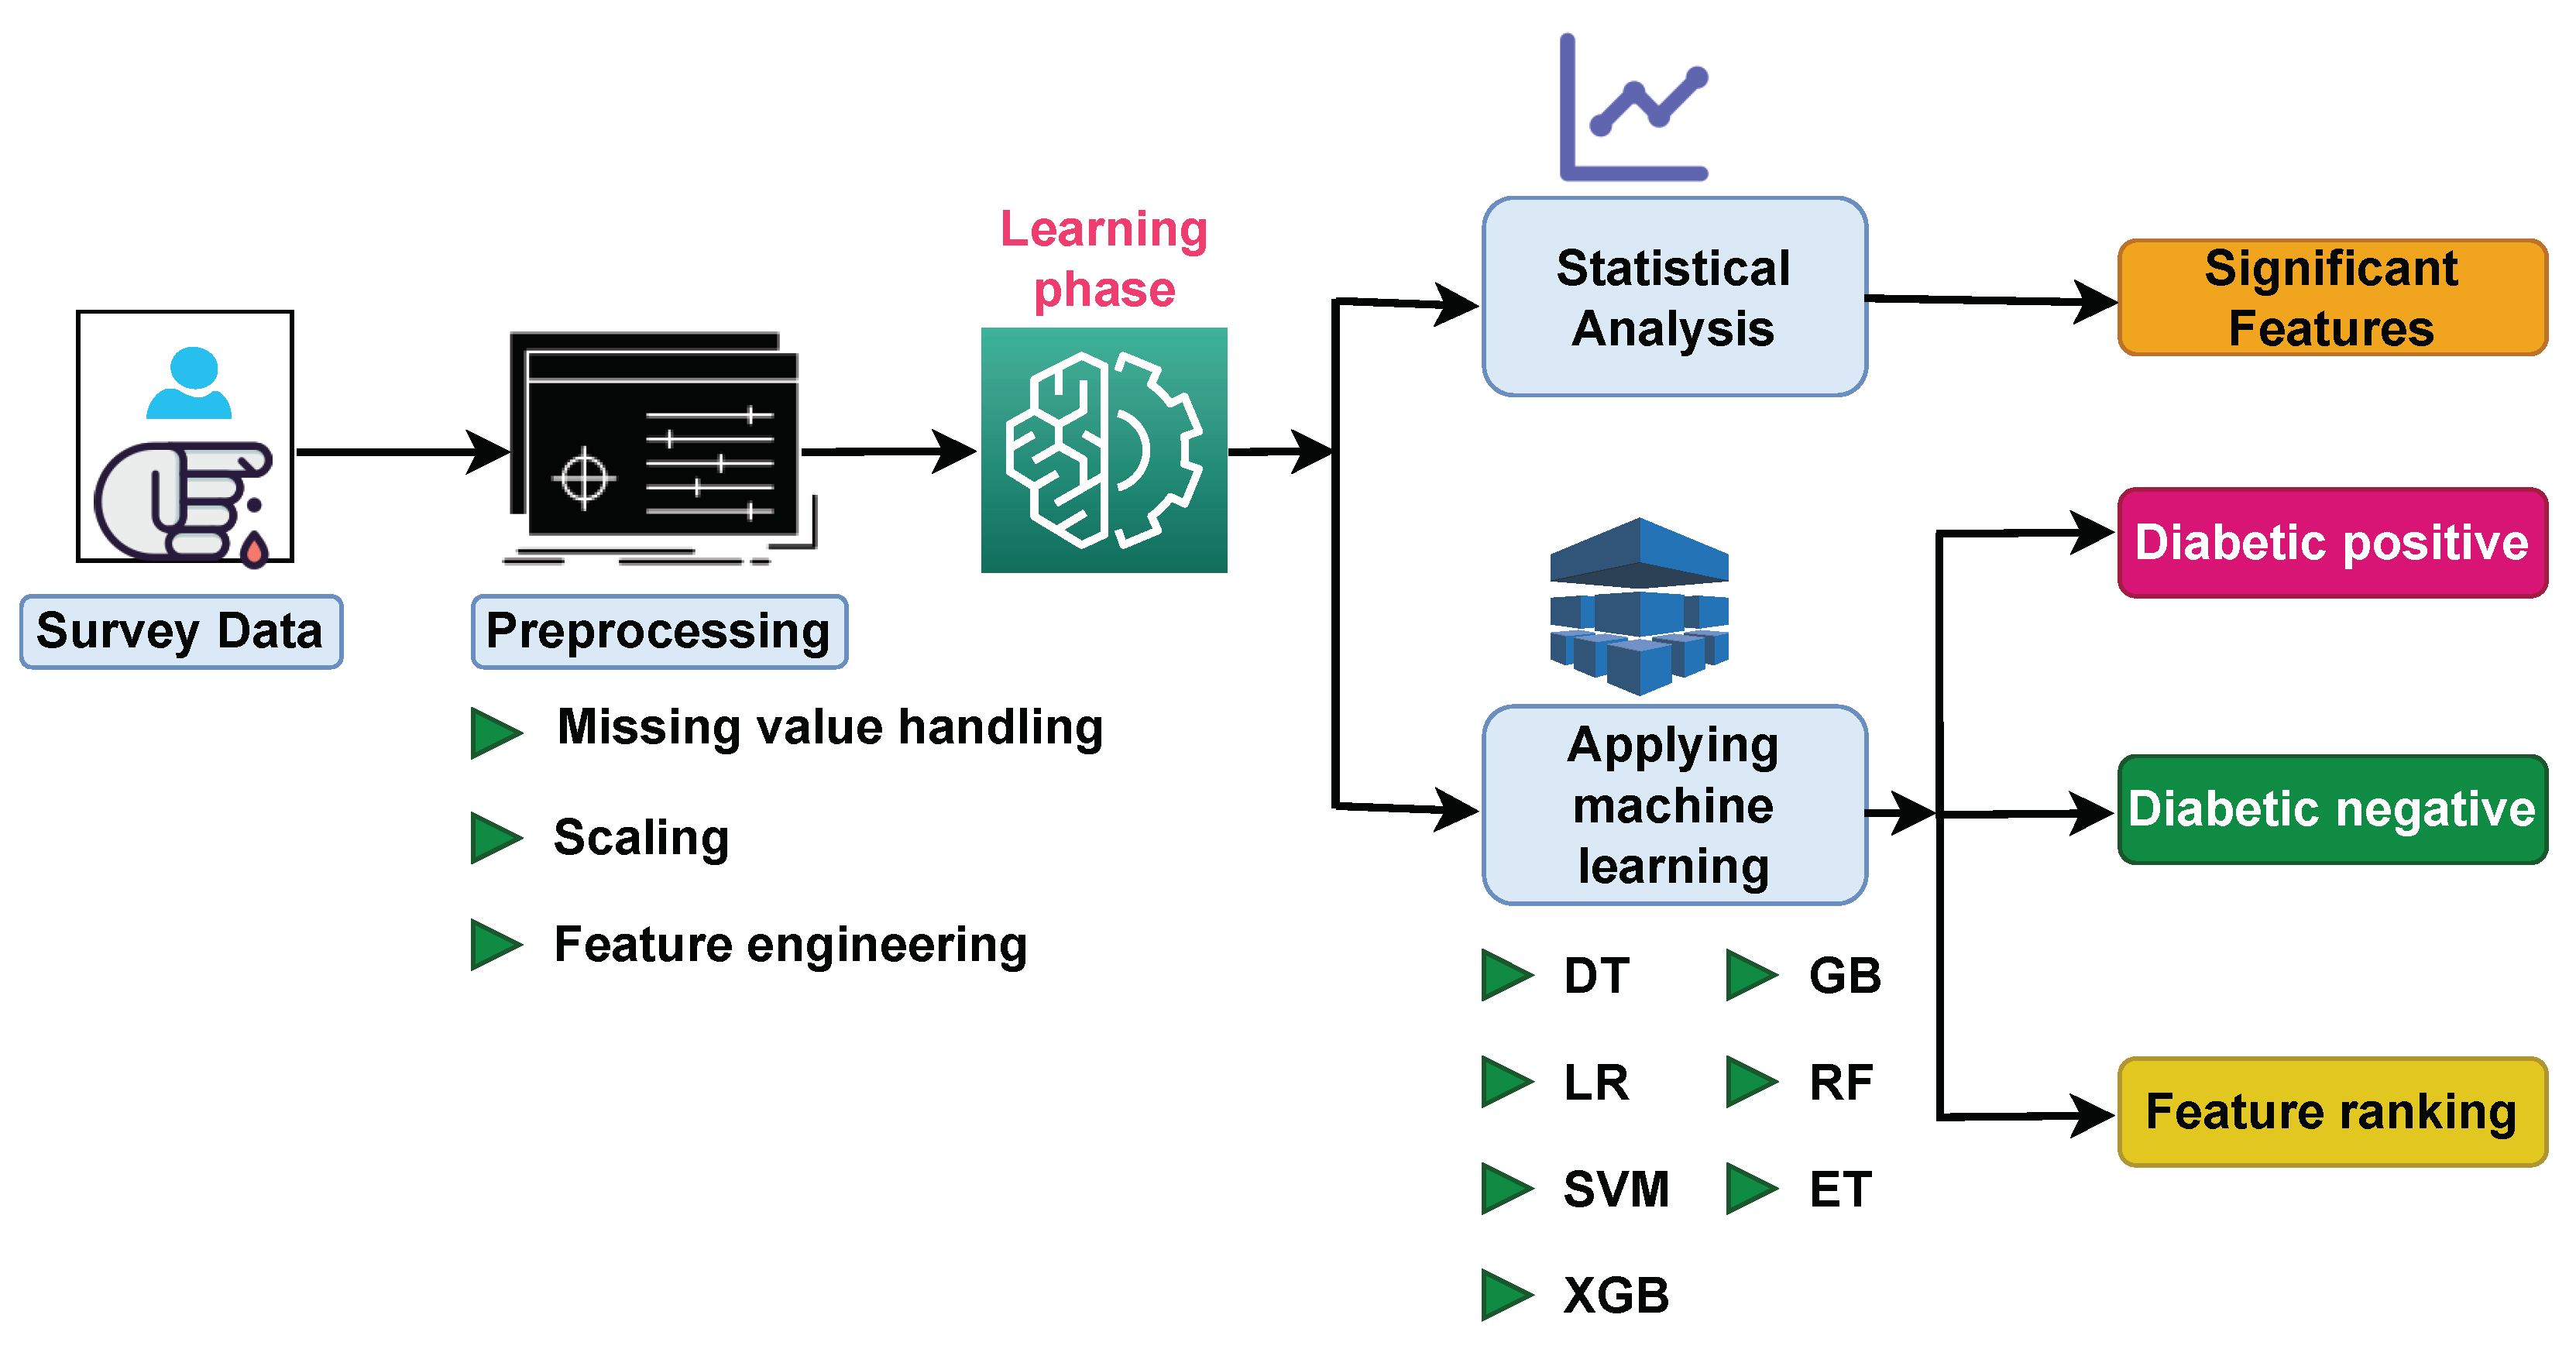 Survey Data
Preprocessing
Missing value handling
Scaling
Feature engineering
Learning
phase
Statistical
Analysis
Applying
machine
learning
DT
GB
LR
RF
SVM
ET
XGB
Significant
Features
Diabetic positive
Diabetic negative
Feature ranking